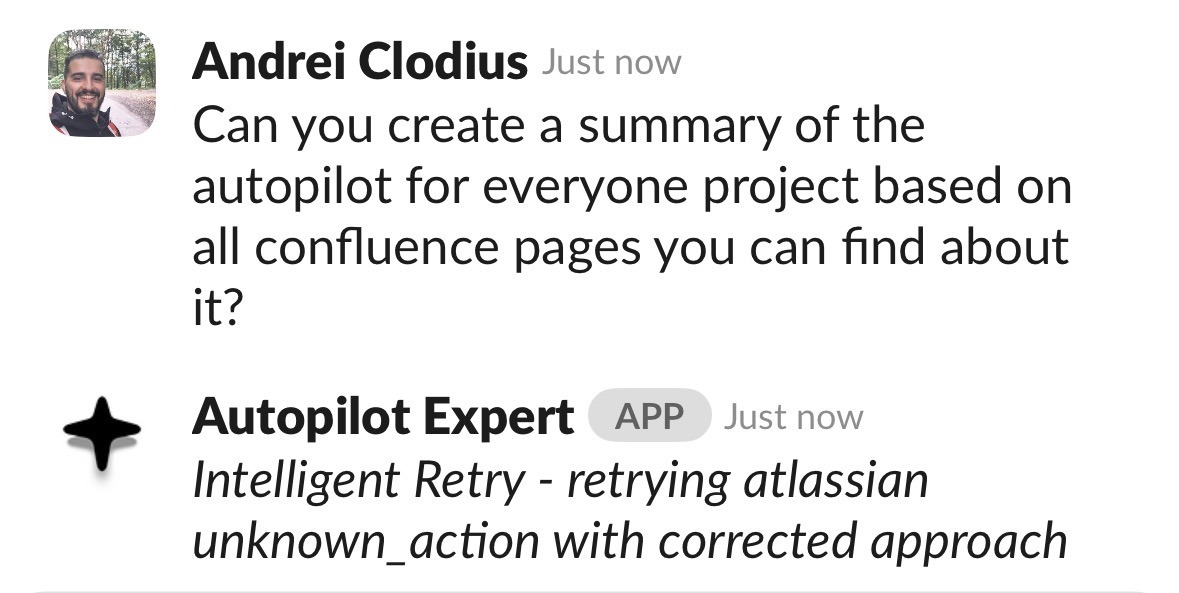 Andrei Clodius Just now
Can you create a summary of the
autopilot for everyone project based on
all confluence pages you can find about
it?
Autopilot Expert APP Just now
Intelligent Retry - retrying atlassian
unknown_action with corrected approach